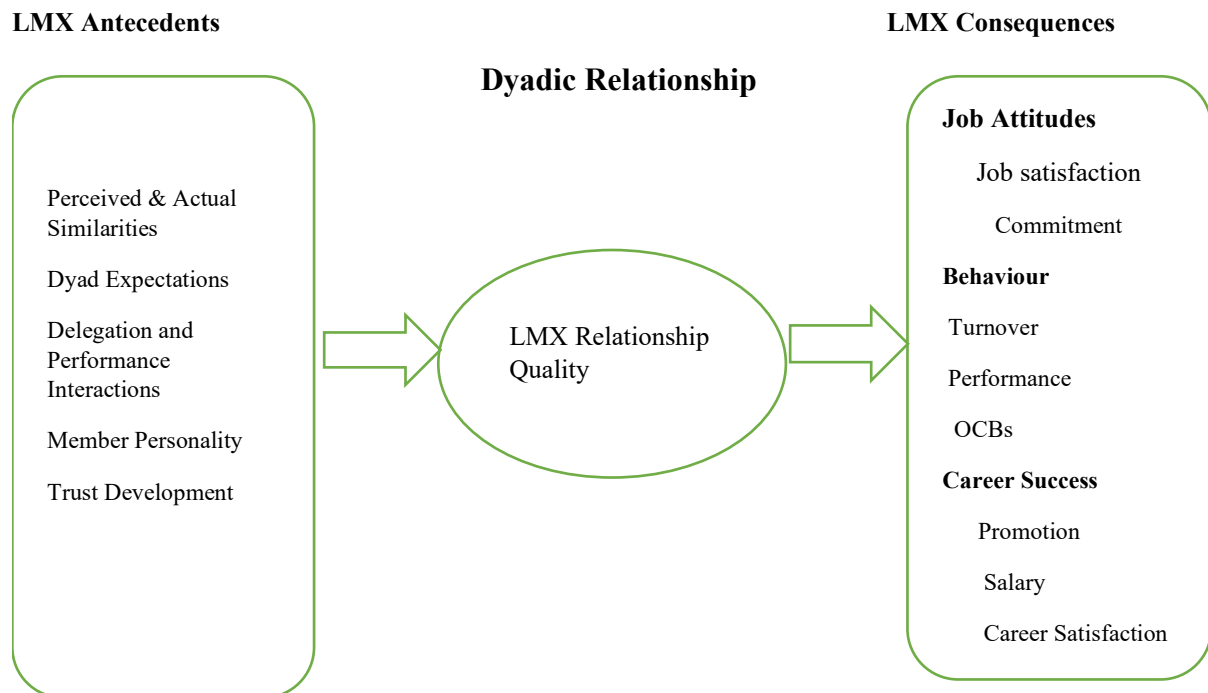 LMX Antecedents
LMX Consequences
Dyadic Relationship
Perceived & Actual
Similarities
Dyad Expectations
Delegation and
Performance
Interactions
Member Personality
Trust Development
LMX Relationship
Quality
Job Attitudes
Job satisfaction
Commitment
Behaviour
Turnover
Performance
OCBs
Career Success
Promotion
Salary
Career Satisfaction